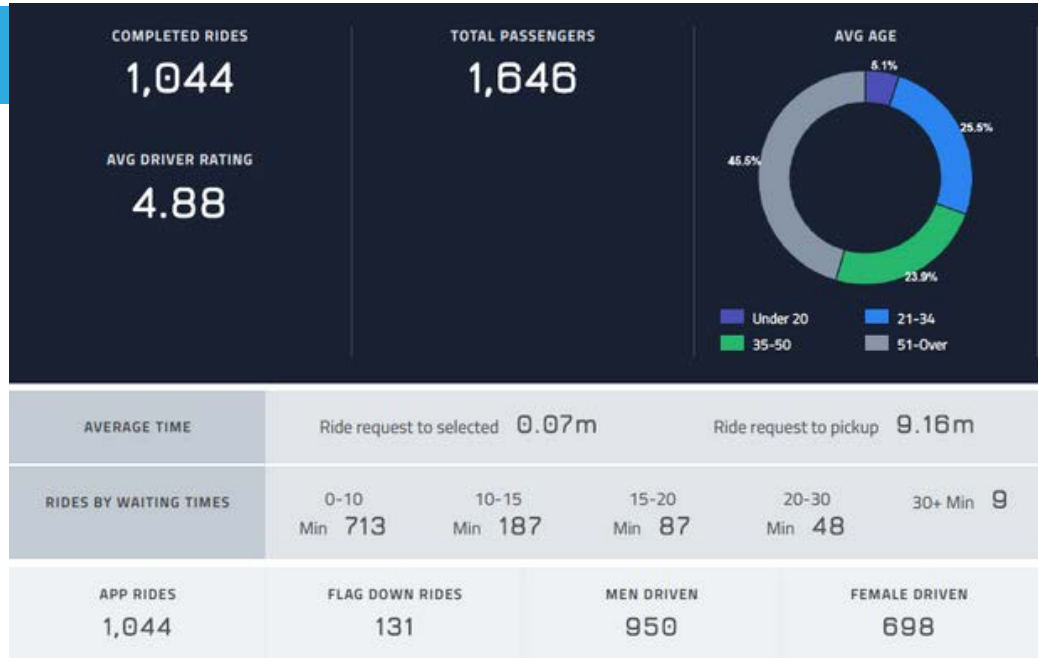 COMPLETED RIDES
1,044
AVG DRIVER RATING
4.88
TOTAL PASSENGERS
1,646
AVG AGE
5.1%
25.5%
45.5%
23.9%
Under 20
21-34
35-50
51-Over
AVERAGE TIME
Ride request to selected 0.07m
Ride request to pickup 9.16m
RIDES BY WAITING TIMES
0-10
Min 713
10-15
Min 187
15-20
Min 87
20-30
Min 48
30+ Min 9
APP RIDES
1,044
FLAG DOWN RIDES
131
MEN DRIVEN
950
FEMALE DRIVEN
698